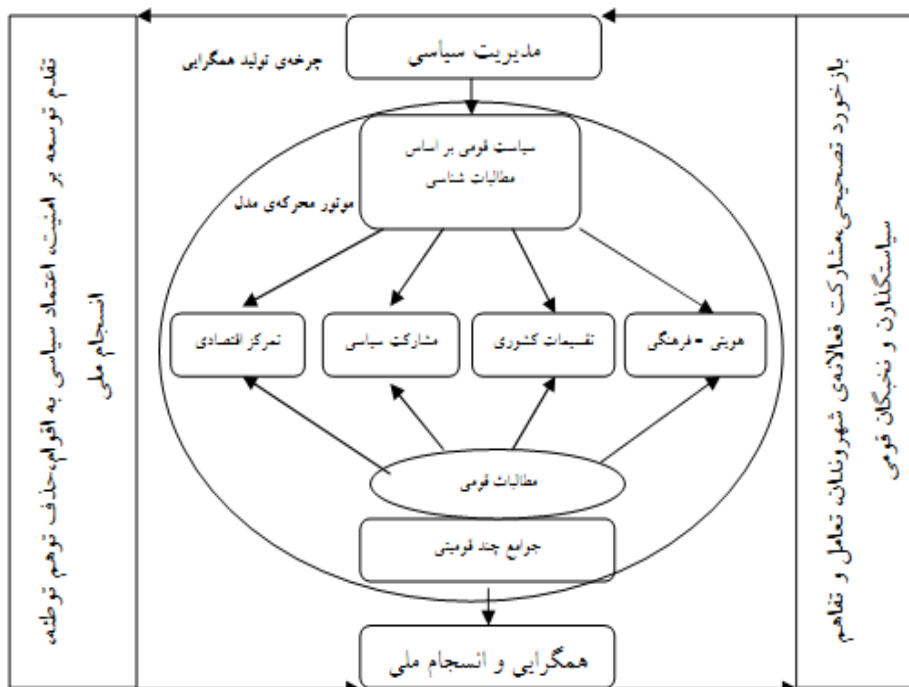 مدیریت سیاسی
چرخه‌ی تولید همگرایی
سیاست قومی بر اساس
مطالبات شناسی
موتور محرکه‌ی مدل
هویتی - فرهنگی
تقسیمات کشوری
مشارکت سیاسی
تمرکز اقتصادی
مطالبات قومی
جوامع چند قومیتی
همگرایی و انسجام ملی
بازخورد تصحیحی،مشارکت فعالانه‌ی شهروندان، تعامل و تفاهم
سیاستگذارن و نخبگان قومی
تقدم توسعه بر امنیت، اعتماد سیاسی به اقوام،حذف توهم توطئه،
انسجام ملی